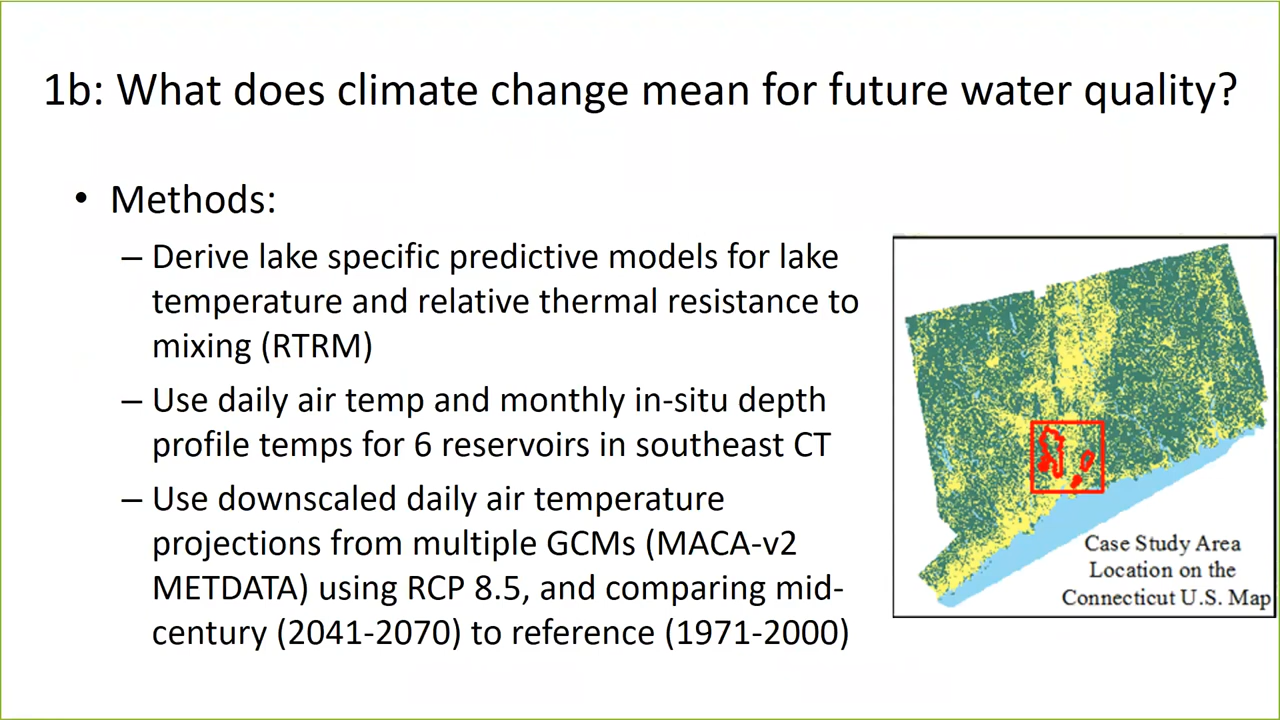 1b: What does climate change mean for future water quality?
• Methods:
– Derive lake specific predictive models for lake
temperature and relative thermal resistance to
mixing (RTRM)
– Use daily air temp and monthly in-situ depth
profile temps for 6 reservoirs in southeast CT
– Use downscaled daily air temperature
projections from multiple GCMs (MACA-v2
METDATA) using RCP 8.5, and comparing mid-
century (2041-2070) to reference (1971-2000)
Case Study Area
Location on the
Connecticut U.S. Map